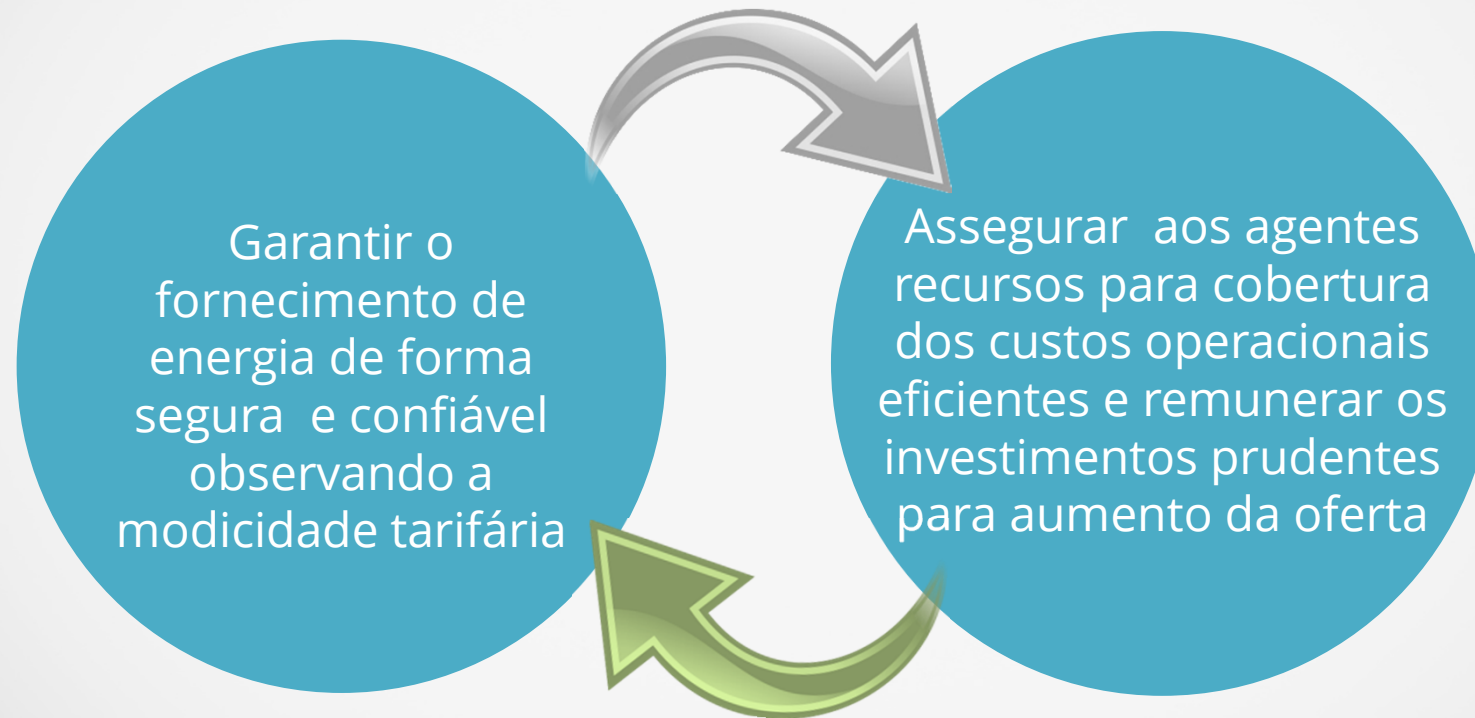 Garantir o
fornecimento de
energia de forma
segura  e confiável
observando a
modicidade tarifária
Assegurar  aos agentes
recursos para cobertura
dos custos operacionais
eficientes e remunerar os
investimentos prudentes
para aumento da oferta